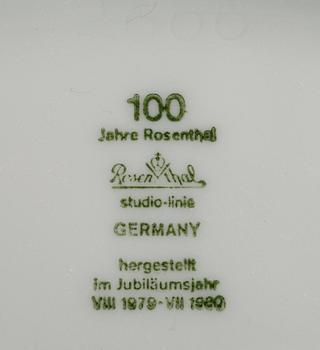 100
Jahre Rosenthal
Rosenthal
studio-linie
GERMANY
hergestellt
im Jubiläumsjahr
VIII 1979-VII 1980